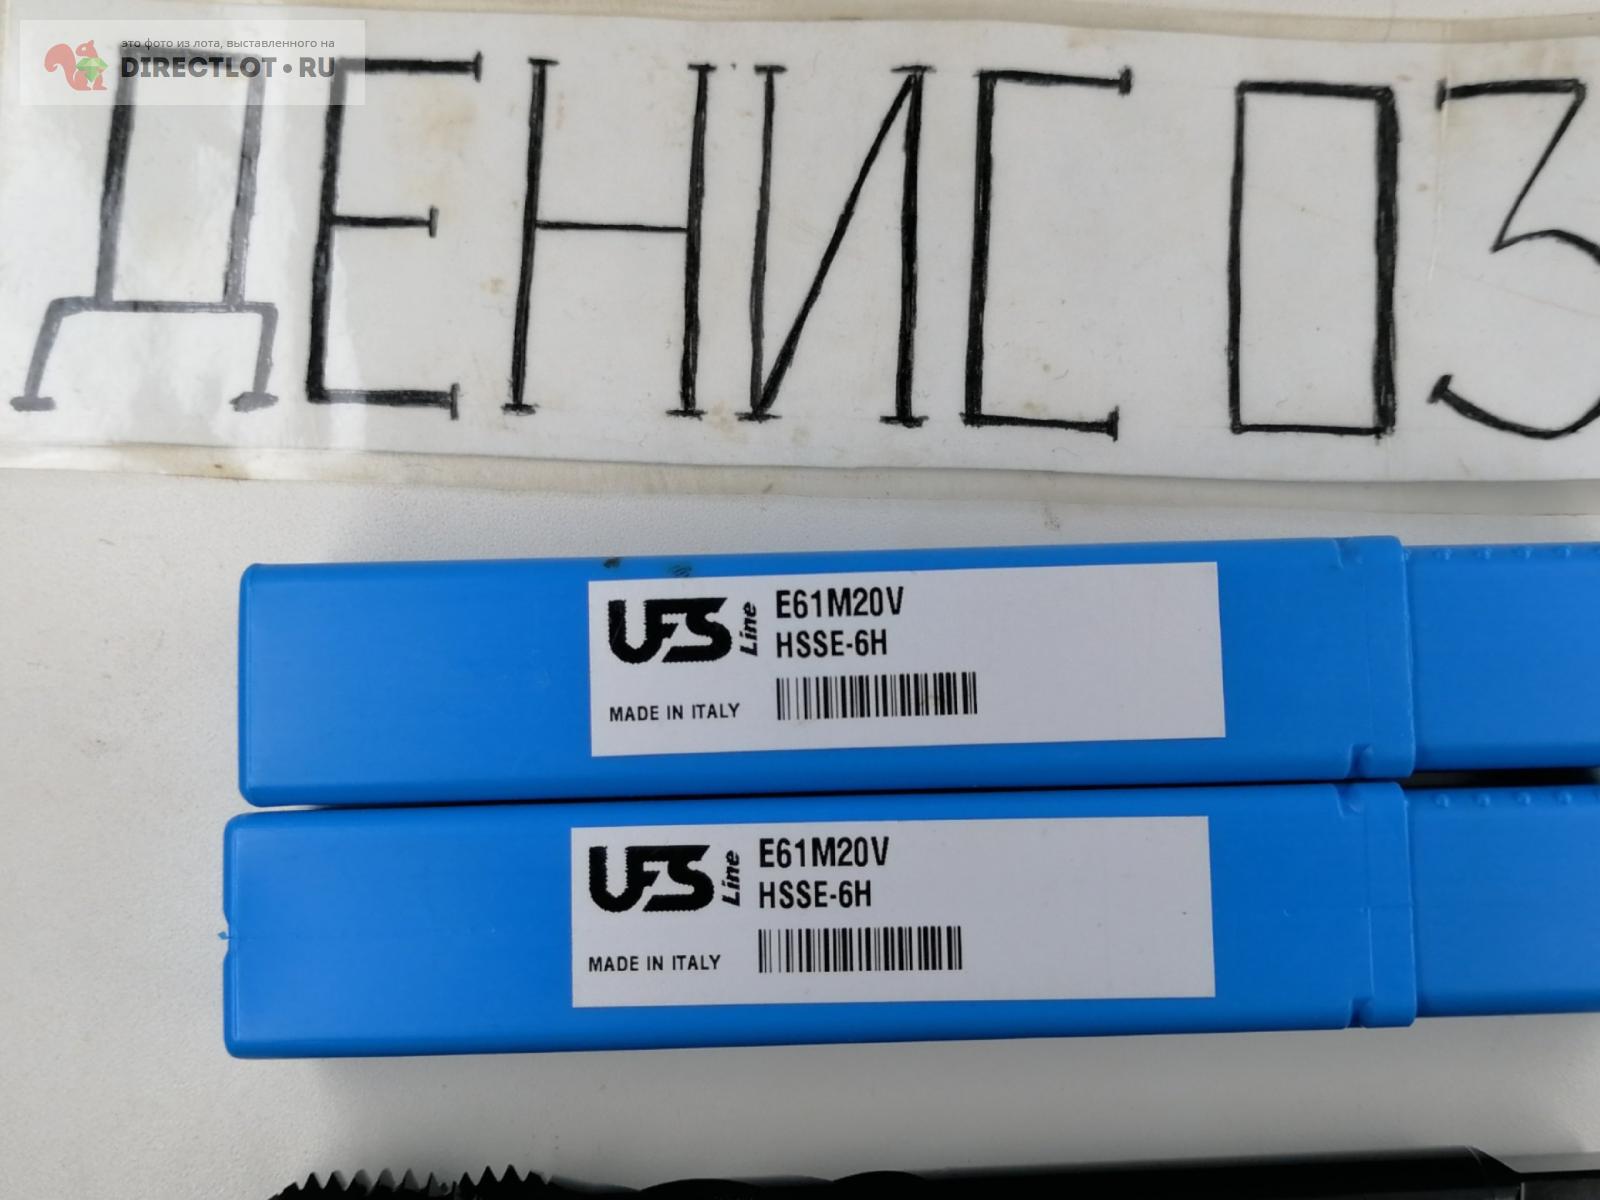 это фото из лота, выставленного на
DIRECTLOT•RU
ДЕНИС 03
UFS Line
E61M20V
HSSE-6H
MADE IN ITALY
UFS Line
E61M20V
HSSE-6H
MADE IN ITALY